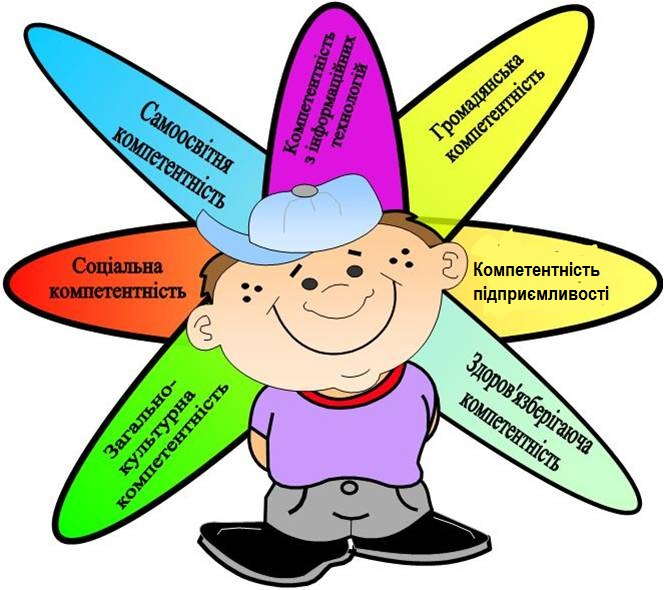 Самоосвітня
компетентність
Компетентність
з інформаційних
технологій
Громадянська
компетентність
Соціальна
компетентність
Компетентність
підприємливості
Загально-
культурна
компетентність
Здоров'язберігаюча
компетентність